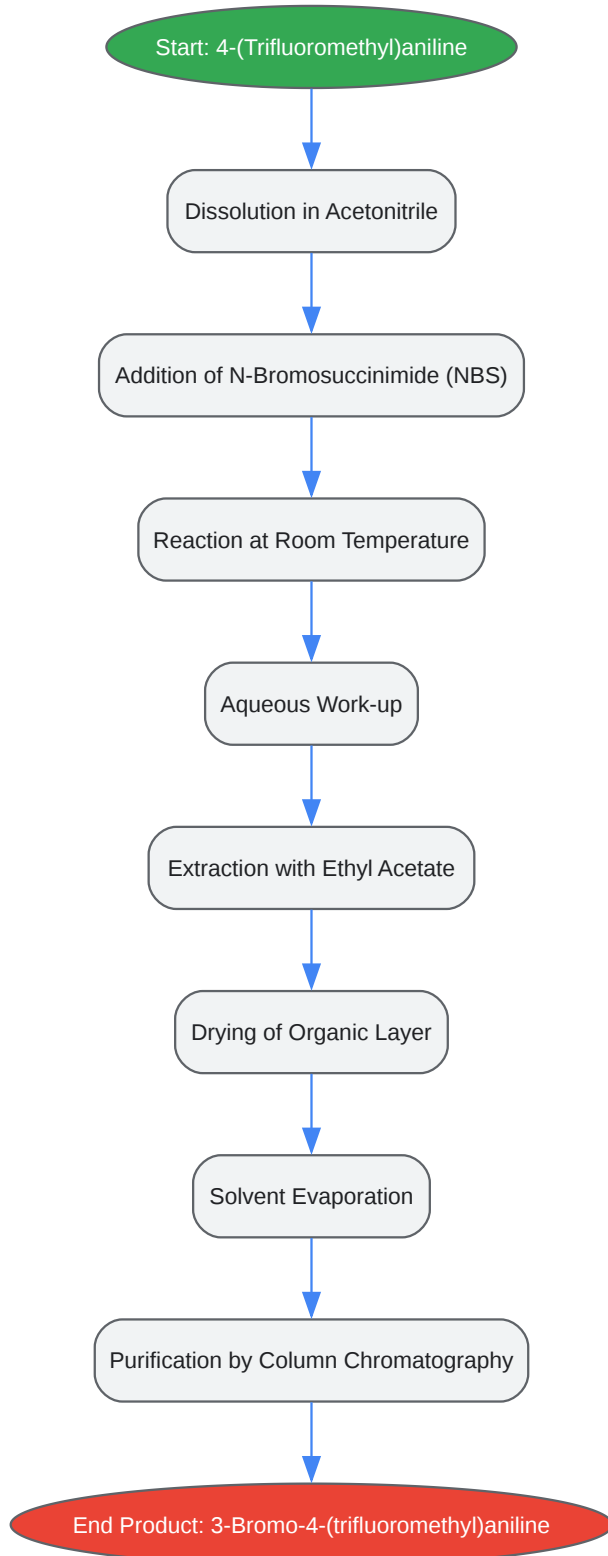 Start: 4-(Trifluoromethyl)aniline
Dissolution in Acetonitrile
Addition of N-Bromosuccinimide (NBS)
Reaction at Room Temperature
Aqueous Work-up
Extraction with Ethyl Acetate
Drying of Organic Layer
Solvent Evaporation
Purification by Column Chromatography
End Product: 3-Bromo-4-(trifluoromethyl)aniline